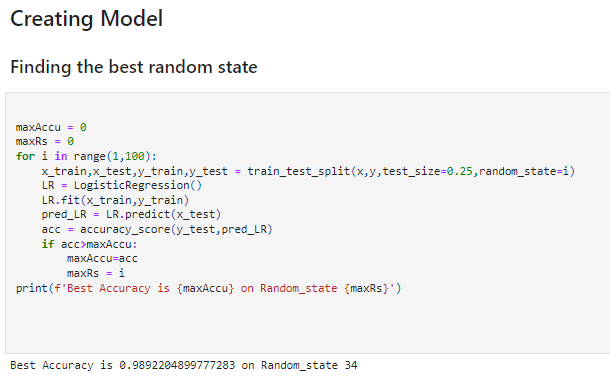 Creating Model
Finding the best random state
maxAccu = 0
maxRs = 0
for i in range(1,100):
    x_train,x_test,y_train,y_test = train_test_split(x,y,test_size=0.25,random_state=i)
    LR = LogisticRegression()
    LR.fit(x_train,y_train)
    pred_LR = LR.predict(x_test)
    acc = accuracy_score(y_test,pred_LR)
    if acc>maxAccu:
        maxAccu=acc
        maxRs = i
print(f'Best Accuracy is {maxAccu} on Random_state {maxRs}')
Best Accuracy is 0.9892204899777283 on Random_state 34